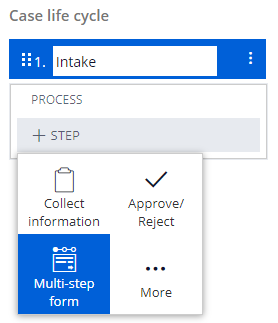 Case life cycle
1. Intake
PROCESS
+ STEP
Collect
information
Approve/
Reject
Multi-step
form
More